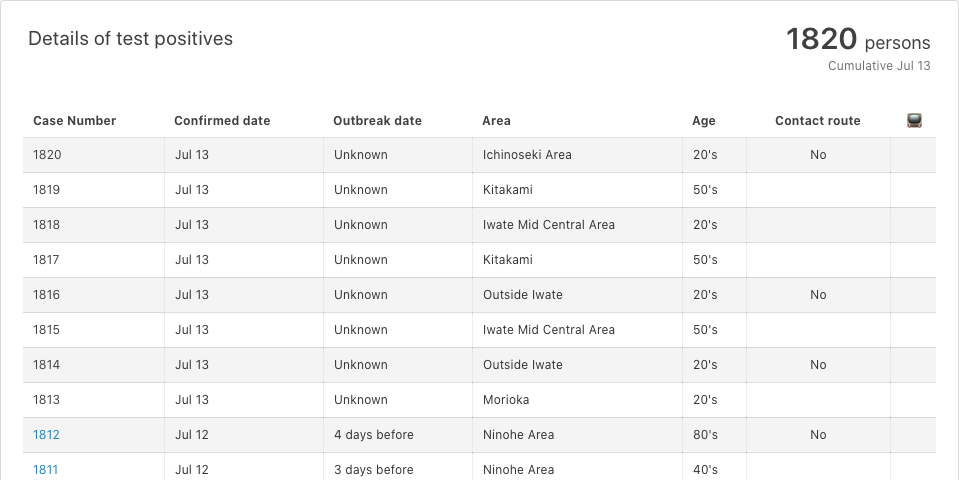 Details of test positives
1820 persons
Cumulative Jul 13
Case Number Confirmed date Outbreak date Area Age Contact route
1820 Jul 13 Unknown Ichinoseki Area 20's No
1819 Jul 13 Unknown Kitakami 50's
1818 Jul 13 Unknown Iwate Mid Central Area 20's
1817 Jul 13 Unknown Kitakami 50's
1816 Jul 13 Unknown Outside Iwate 20's No
1815 Jul 13 Unknown Iwate Mid Central Area 50's
1814 Jul 13 Unknown Outside Iwate 20's No
1813 Jul 13 Unknown Morioka 20's
1812 Jul 12 4 days before Ninohe Area 80's No
1811 Jul 12 3 days before Ninohe Area 40's